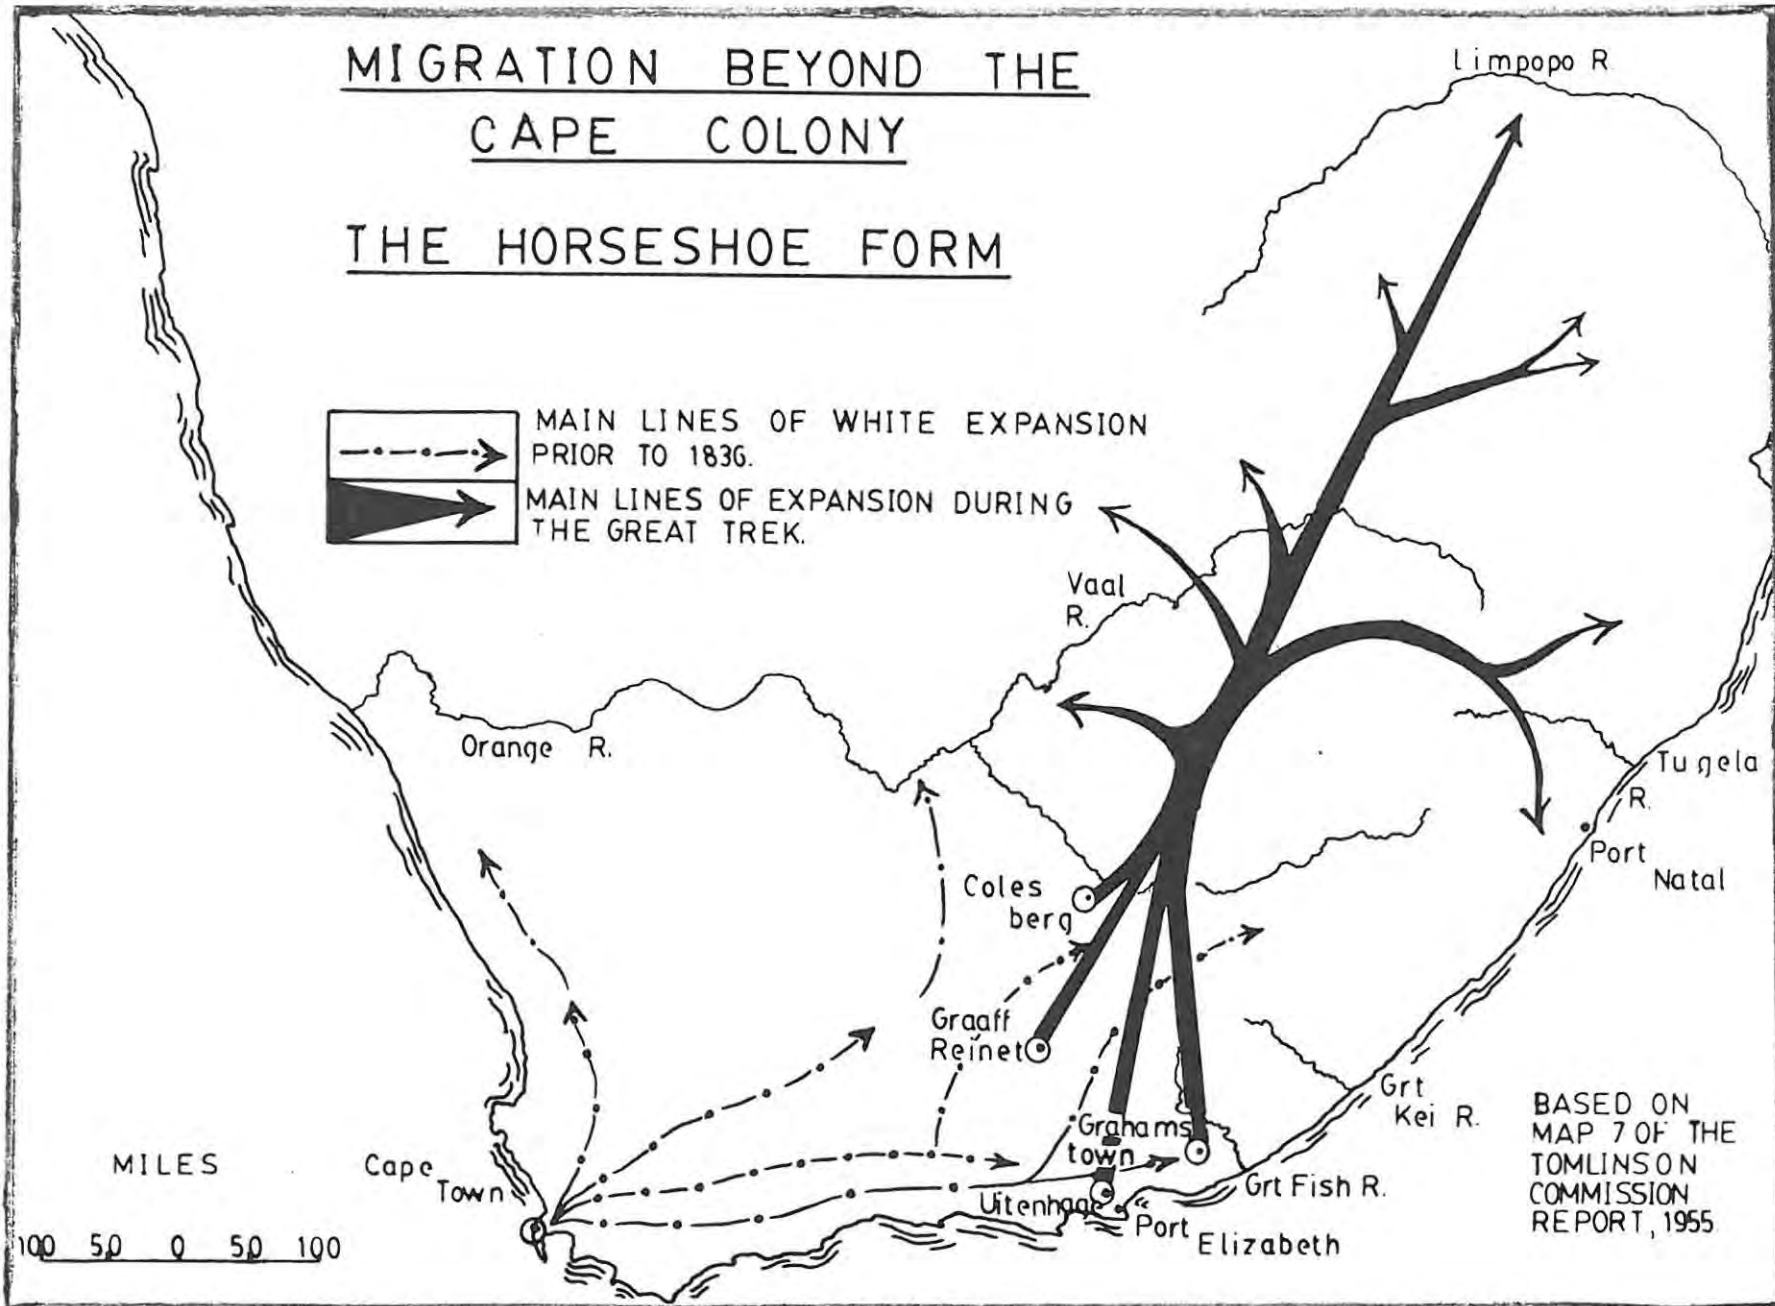 MIGRATION BEYOND THE
CAPE COLONY
THE HORSESHOE FORM
MAIN LINES OF WHITE EXPANSION
PRIOR TO 1836.
MAIN LINES OF EXPANSION DURING
THE GREAT TREK.
Limpopo R.
Vaal
R.
Orange R.
Tugela
R.
Port
Natal
Coles
berg
Graaff
Reinet
Grahams
town
Grt
Kei R.
Cape
Town
Uitenhage
Grt Fish R.
Port
Elizabeth
MILES
100 50 0 50 100
BASED ON
MAP 7 OF THE
TOMLINSON
COMMISSION
REPORT, 1955